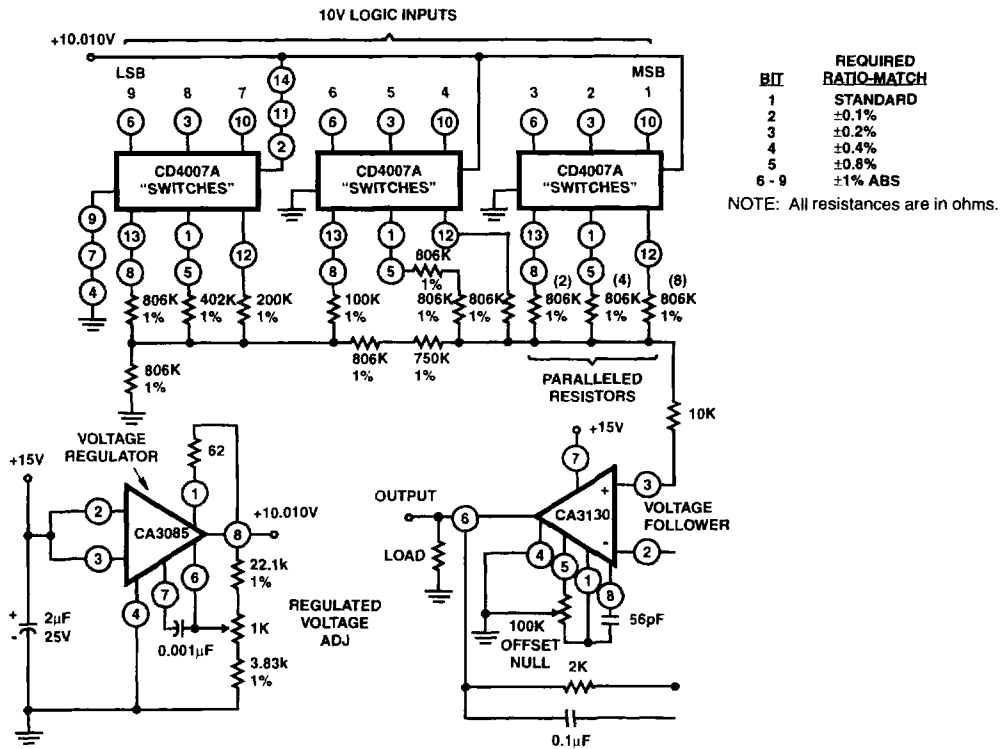 10V LOGIC INPUTS
+10.010V
LSB
MSB
9 8 7 6 5 4 3 2 1
14
11
2
6 3 10 6 3 10 6 3 10
CD4007A
"SWITCHES"
CD4007A
"SWITCHES"
CD4007A
"SWITCHES"
9
7
4
13 1 12 13 1 12 13 1 12
8 5 8 5 8 5
806K
1%
402K
1%
200K
1%
100K
1%
806K
1%
806K
1%
806K
1%
(2)
806K
1%
(4)
806K
1%
(8)
806K
1%
806K
1%
750K
1%
806K
1%
PARALLELED
RESISTORS
10K
REQUIRED
BIT RATIO-MATCH
1 STANDARD
2 ±0.1%
3 ±0.2%
4 ±0.4%
5 ±0.8%
6 - 9 ±1% ABS
NOTE: All resistances are in ohms.
VOLTAGE
REGULATOR
+15V
62
1
2
3
CA3085
8
+10.010V
4
7
6
22.1k
1%
1K
3.83k
1%
0.001µF
+
-
2µF
25V
REGULATED
VOLTAGE
ADJ
+15V
7
3
+
CA3130
-
2
VOLTAGE
FOLLOWER
OUTPUT
6
LOAD
4
5
1
8
100K
OFFSET
NULL
56pF
2K
0.1µF